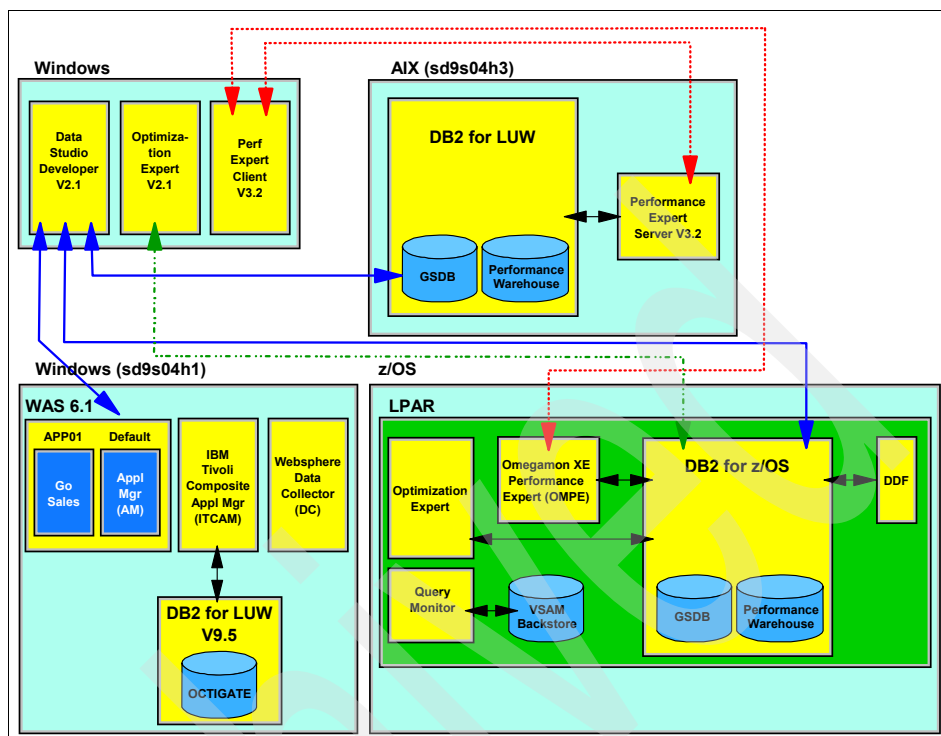 Windows
Data
Studio
Developer
V2.1
Optimiza-
tion
Expert
V2.1
Perf
Expert
Client
V3.2
AIX (sd9s04h3)
DB2 for LUW
GSDB
Performance
Warehouse
Performance
Expert
Server V3.2
Windows (sd9s04h1)
WAS 6.1
APP01
Go
Sales
Default
Appl
Mgr
(AM)
IBM
Tivoli
Composite
Appl Mgr
(ITCAM)
Websphere
Data
Collector
(DC)
DB2 for LUW
V9.5
OCTIGATE
z/OS
LPAR
Optimization
Expert
Omegamon XE
Performance
Expert (OMPE)
DB2 for z/OS
DDF
Query
Monitor
VSAM
Backstore
GSDB
Performance
Warehouse